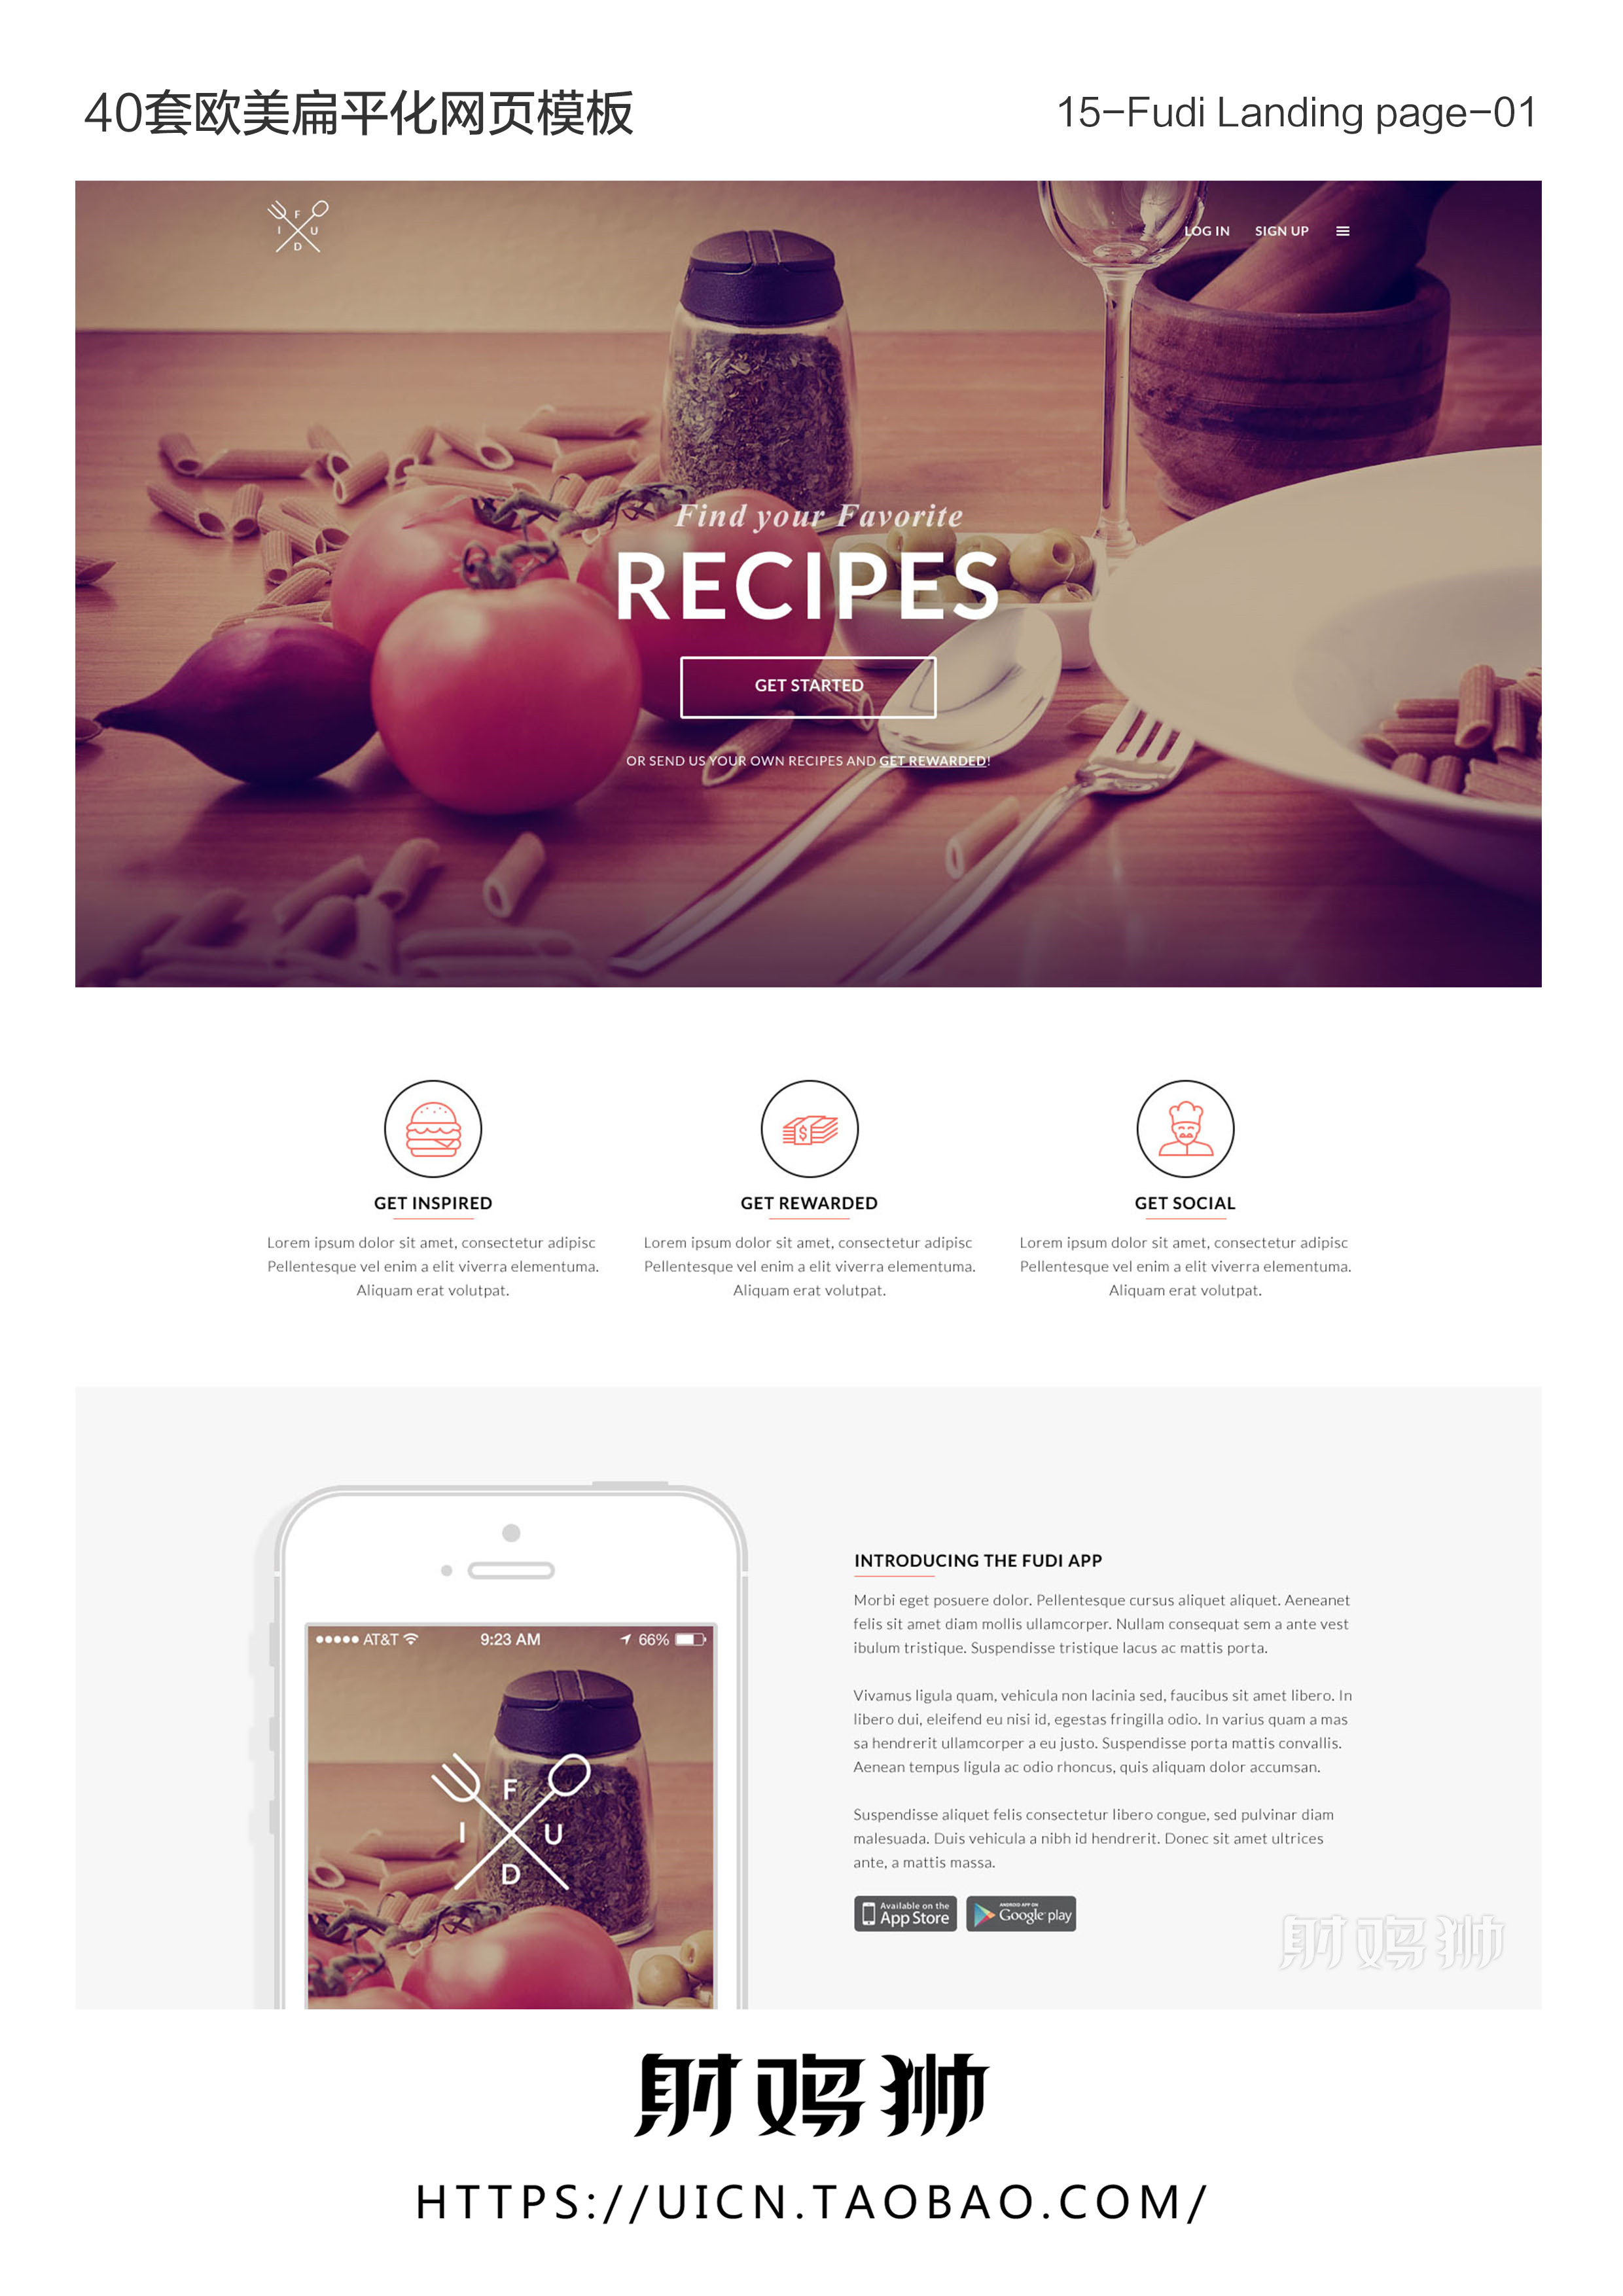 40套欧美扁平化网页模板
15-Fudi Landing page-01
F
I U
D
LOG IN SIGN UP
Find your Favorite
RECIPES
GET STARTED
OR SEND US YOUR OWN RECIPES AND GET REWARDED!
GET INSPIRED
Lorem ipsum dolor sit amet, consectetur adipisc
Pellentesque vel enim a elit viverra elementuma.
Aliquam erat volutpat.
GET REWARDED
Lorem ipsum dolor sit amet, consectetur adipisc
Pellentesque vel enim a elit viverra elementuma.
Aliquam erat volutpat.
GET SOCIAL
Lorem ipsum dolor sit amet, consectetur adipisc
Pellentesque vel enim a elit viverra elementuma.
Aliquam erat volutpat.
AT&T 9:23 AM 66%
F
I U
D
INTRODUCING THE FUDI APP
Morbi eget posuere dolor. Pellentesque cursus aliquet aliquet. Aeneanet
felis sit amet diam mollis ullamcorper. Nullam consequat sem a ante vest
ibulum tristique. Suspendisse tristique lacus ac mattis porta.
Vivamus ligula quam, vehicula non lacinia sed, faucibus sit amet libero. In
libero dui, eleifend eu nisi id, egestas fringilla odio. In varius quam a mas
sa hendrerit ullamcorper a eu justo. Suspendisse porta mattis convallis.
Aenean tempus ligula ac odio rhoncus, quis aliquam dolor accumsan.
Suspendisse aliquet felis consectetur libero congue, sed pulvinar diam
malesuada. Duis vehicula a nibh id hendrerit. Donec sit amet ultrices
ante, a mattis massa.
Available on the
App Store
ANDROID APP ON
Google play
射鸡狮
射鸡狮
HTTPS://UICN.TAOBAO.COM/